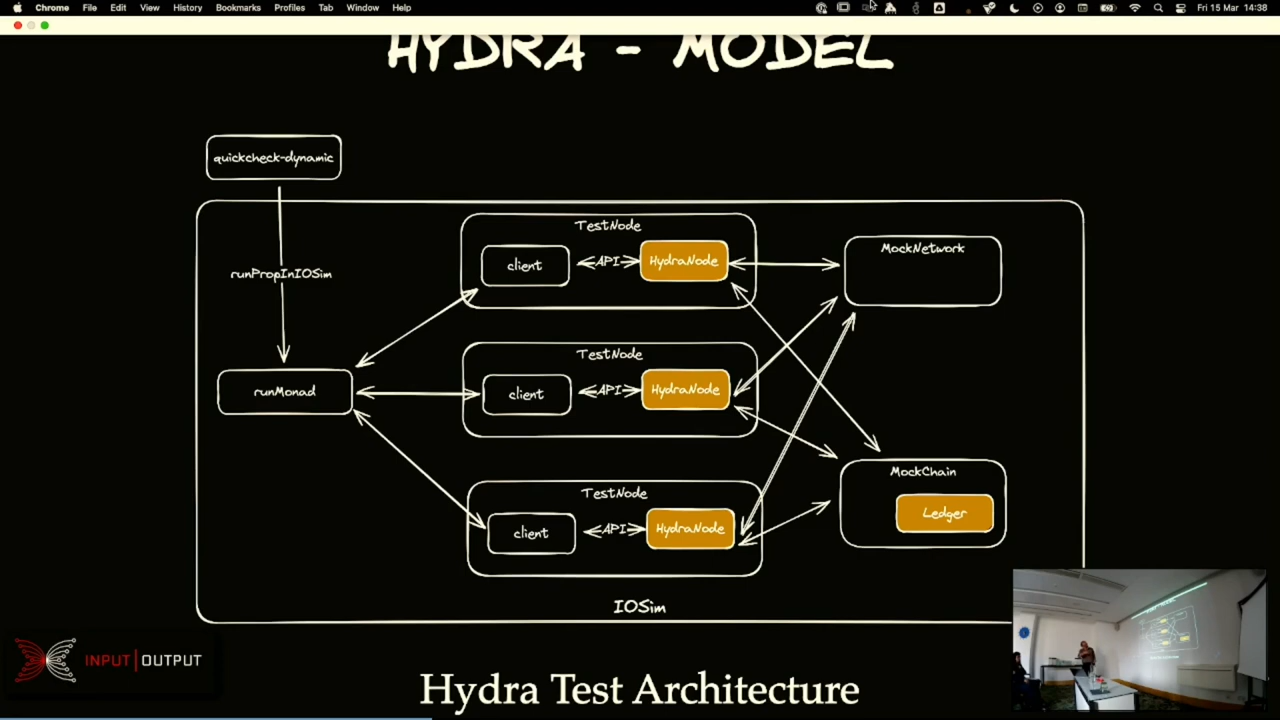 Chrome File Edit View History Bookmarks Profiles Tab Window Help Fri 15 Mar 14:38
HYDRA - MODEL
quickcheck-dynamic
runPropInIOSim
runMonad
TestNode
client
API
HydraNode
TestNode
client
API
HydraNode
TestNode
client
API
HydraNode
MockNetwork
MockChain
Ledger
IOSim
INPUT | OUTPUT
Hydra Test Architecture